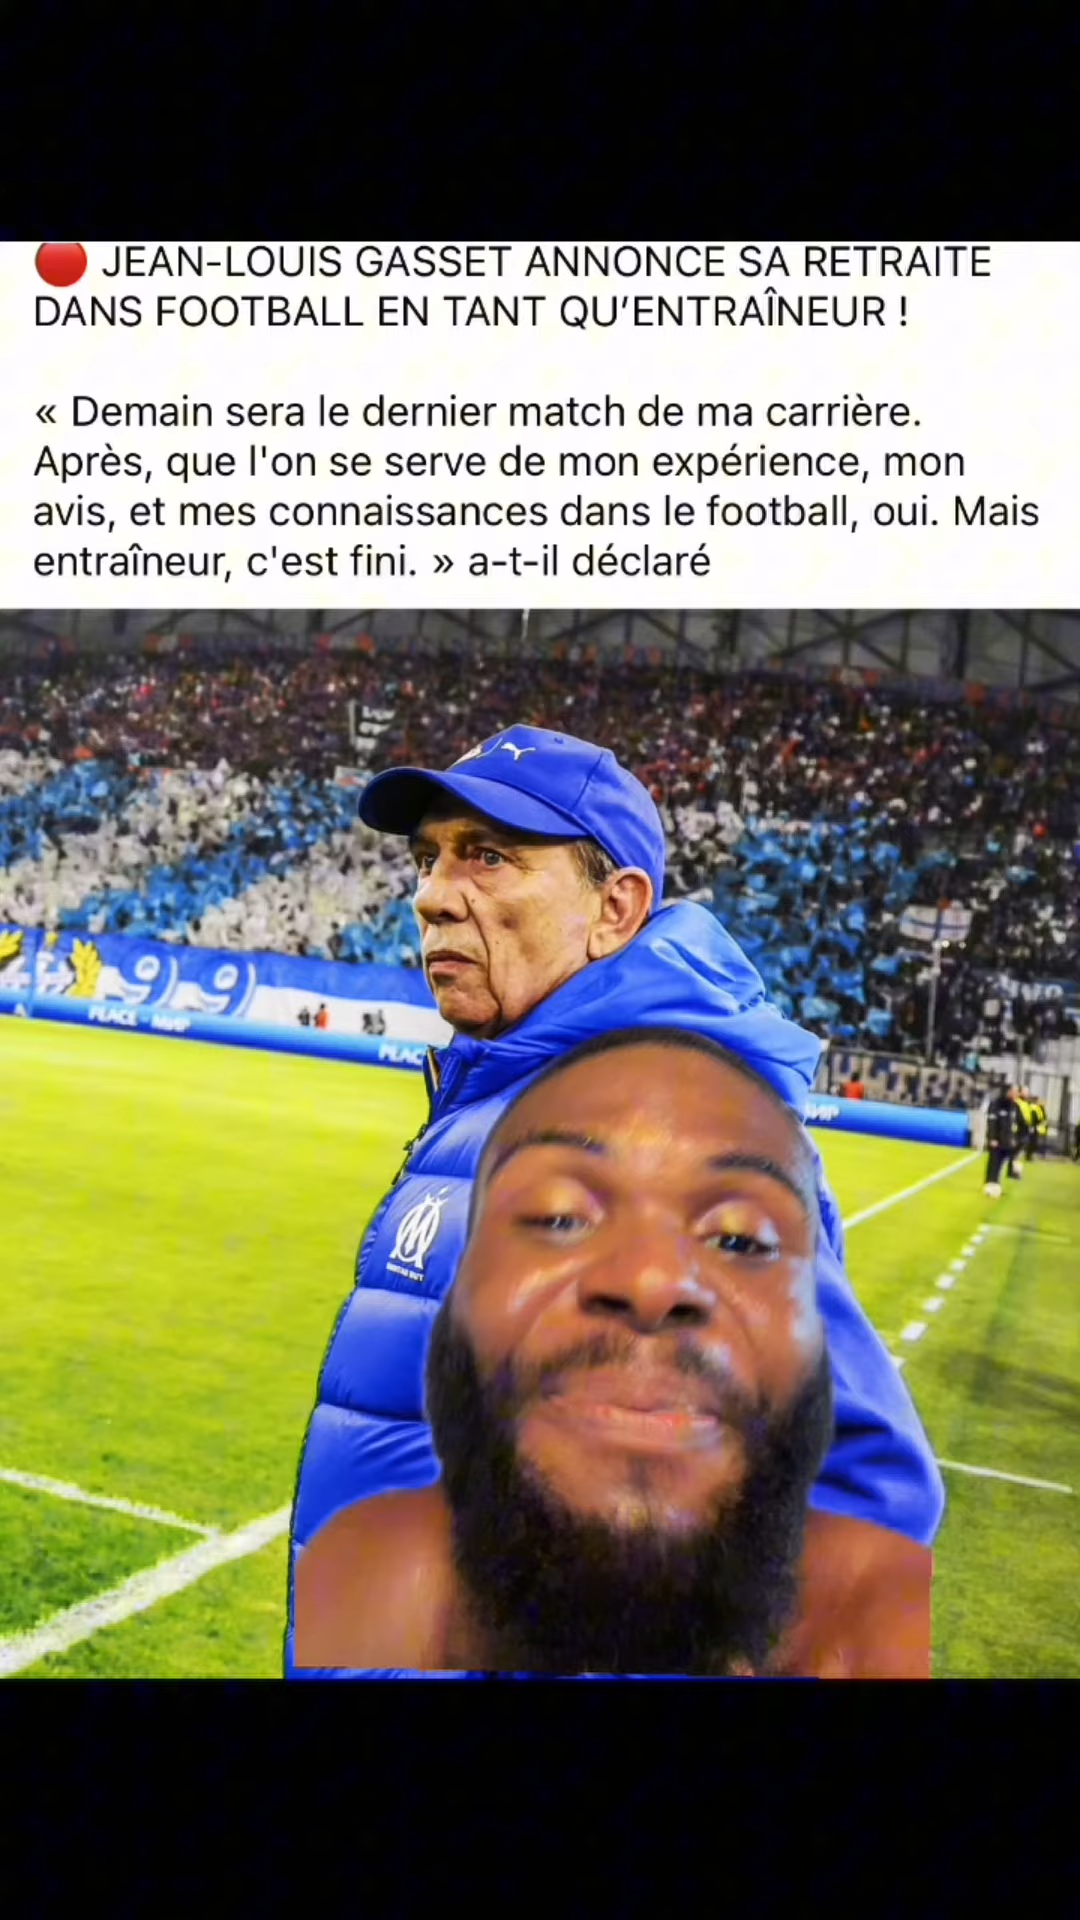 🔴 JEAN-LOUIS GASSET ANNONCE SA RETRAITE
DANS FOOTBALL EN TANT QU’ENTRAÎNEUR !
« Demain sera le dernier match de ma carrière.
Après, que l'on se serve de mon expérience, mon
avis, et mes connaissances dans le football, oui. Mais
entraîneur, c'est fini. » a-t-il déclaré
99